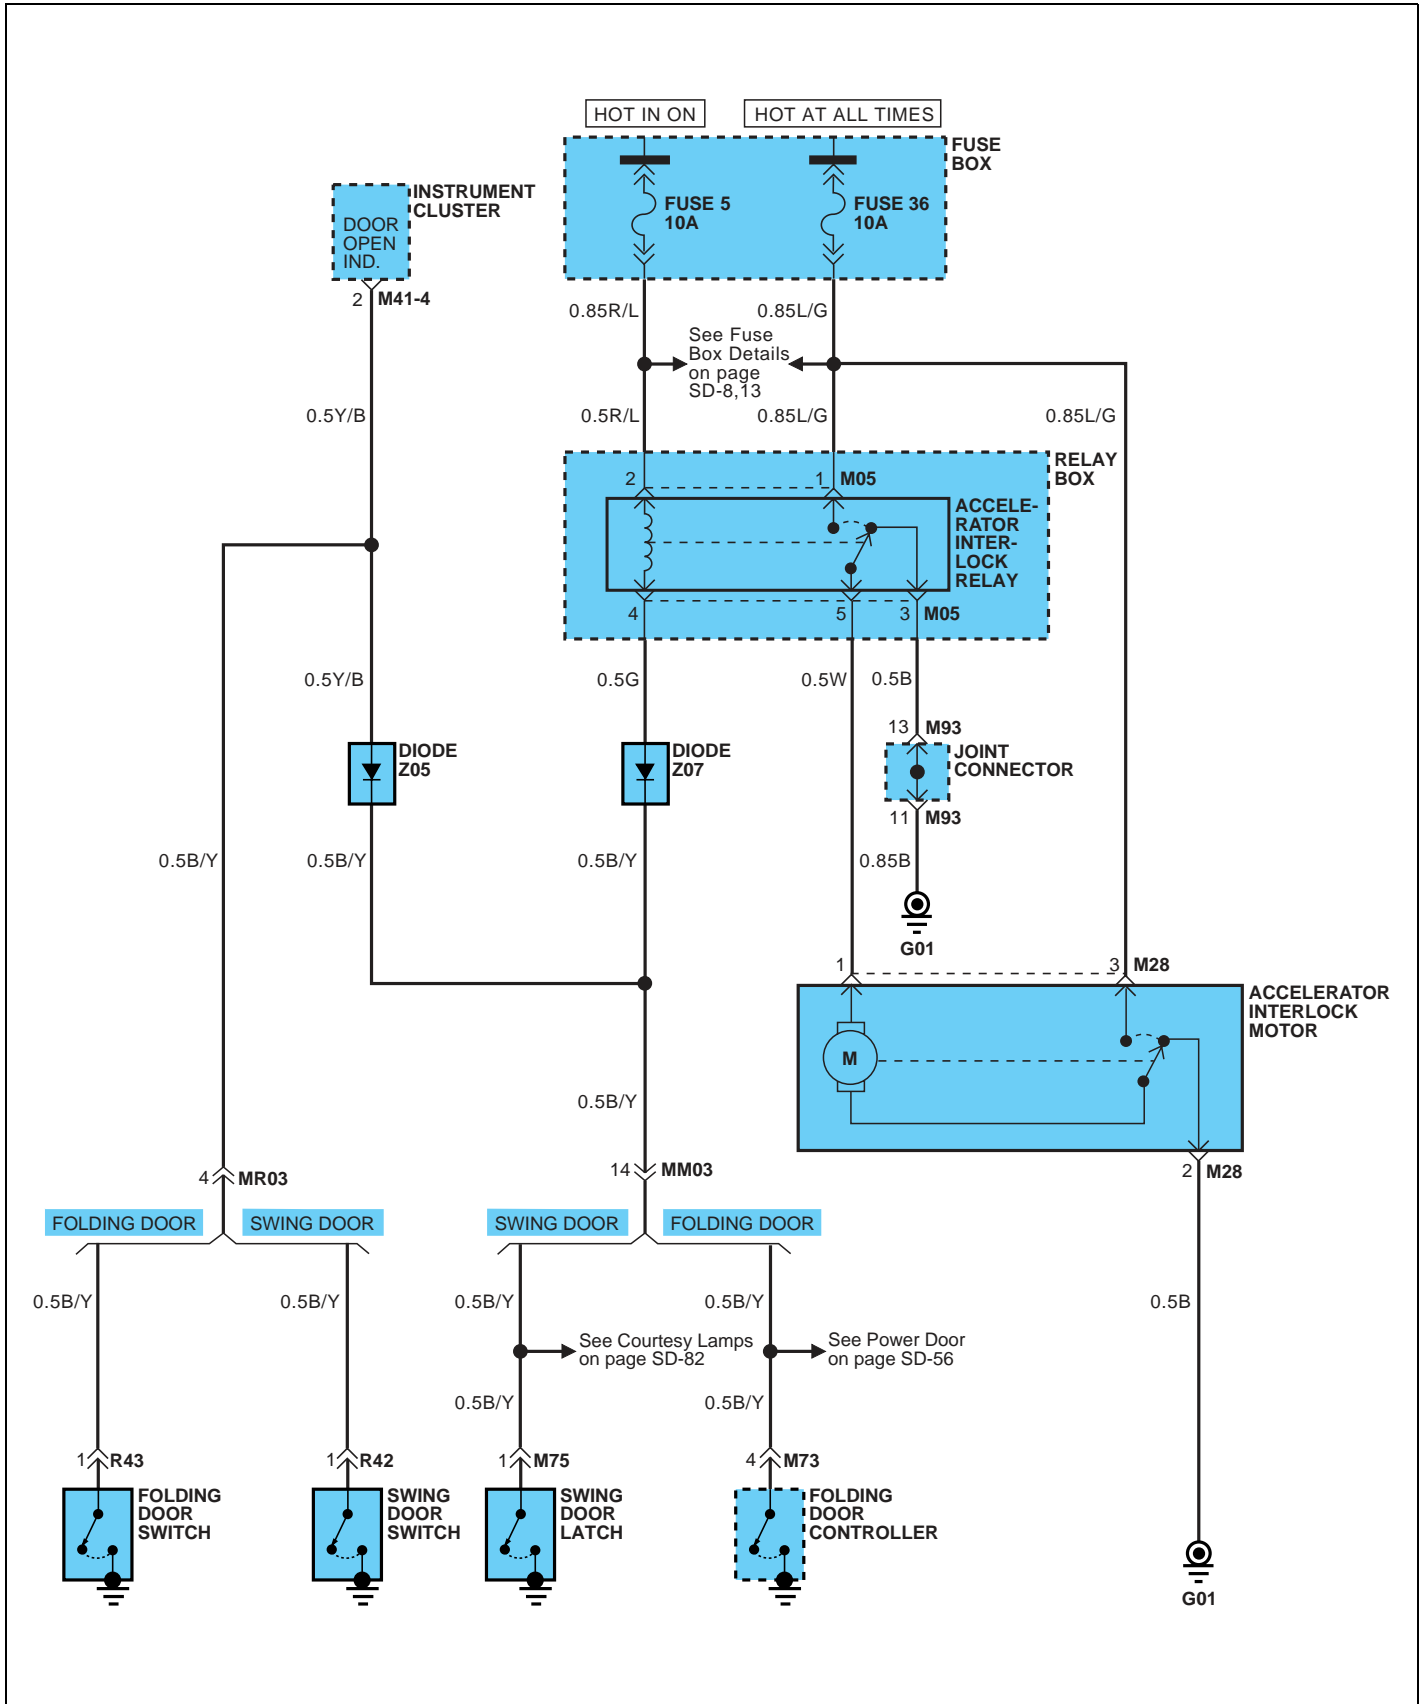 HOT IN ON
HOT AT ALL TIMES
FUSE
BOX
FUSE 5
10A
FUSE 36
10A
INSTRUMENT
CLUSTER
DOOR
OPEN
IND.
2 M41-4
0.85R/L
0.85L/G
See Fuse
Box Details
on page
SD-8,13
0.5Y/B
0.5R/L
0.85L/G
0.85L/G
RELAY
BOX
2
1 M05
ACCELE-
RATOR
INTER-
LOCK
RELAY
4
5
3 M05
0.5Y/B
0.5G
0.5W
0.5B
13 M93
JOINT
CONNECTOR
DIODE
Z05
DIODE
Z07
11 M93
0.5B/Y
0.5B/Y
0.5B/Y
0.85B
G01
1
3 M28
ACCELERATOR
INTERLOCK
MOTOR
M
0.5B/Y
4 MR03
14 MM03
2 M28
FOLDING DOOR
SWING DOOR
SWING DOOR
FOLDING DOOR
0.5B/Y
0.5B/Y
0.5B/Y
0.5B/Y
0.5B
See Courtesy Lamps
on page SD-82
See Power Door
on page SD-56
0.5B/Y
0.5B/Y
1 R43
1 R42
1 M75
4 M73
FOLDING
DOOR
SWITCH
SWING
DOOR
SWITCH
SWING
DOOR
LATCH
FOLDING
DOOR
CONTROLLER
G01